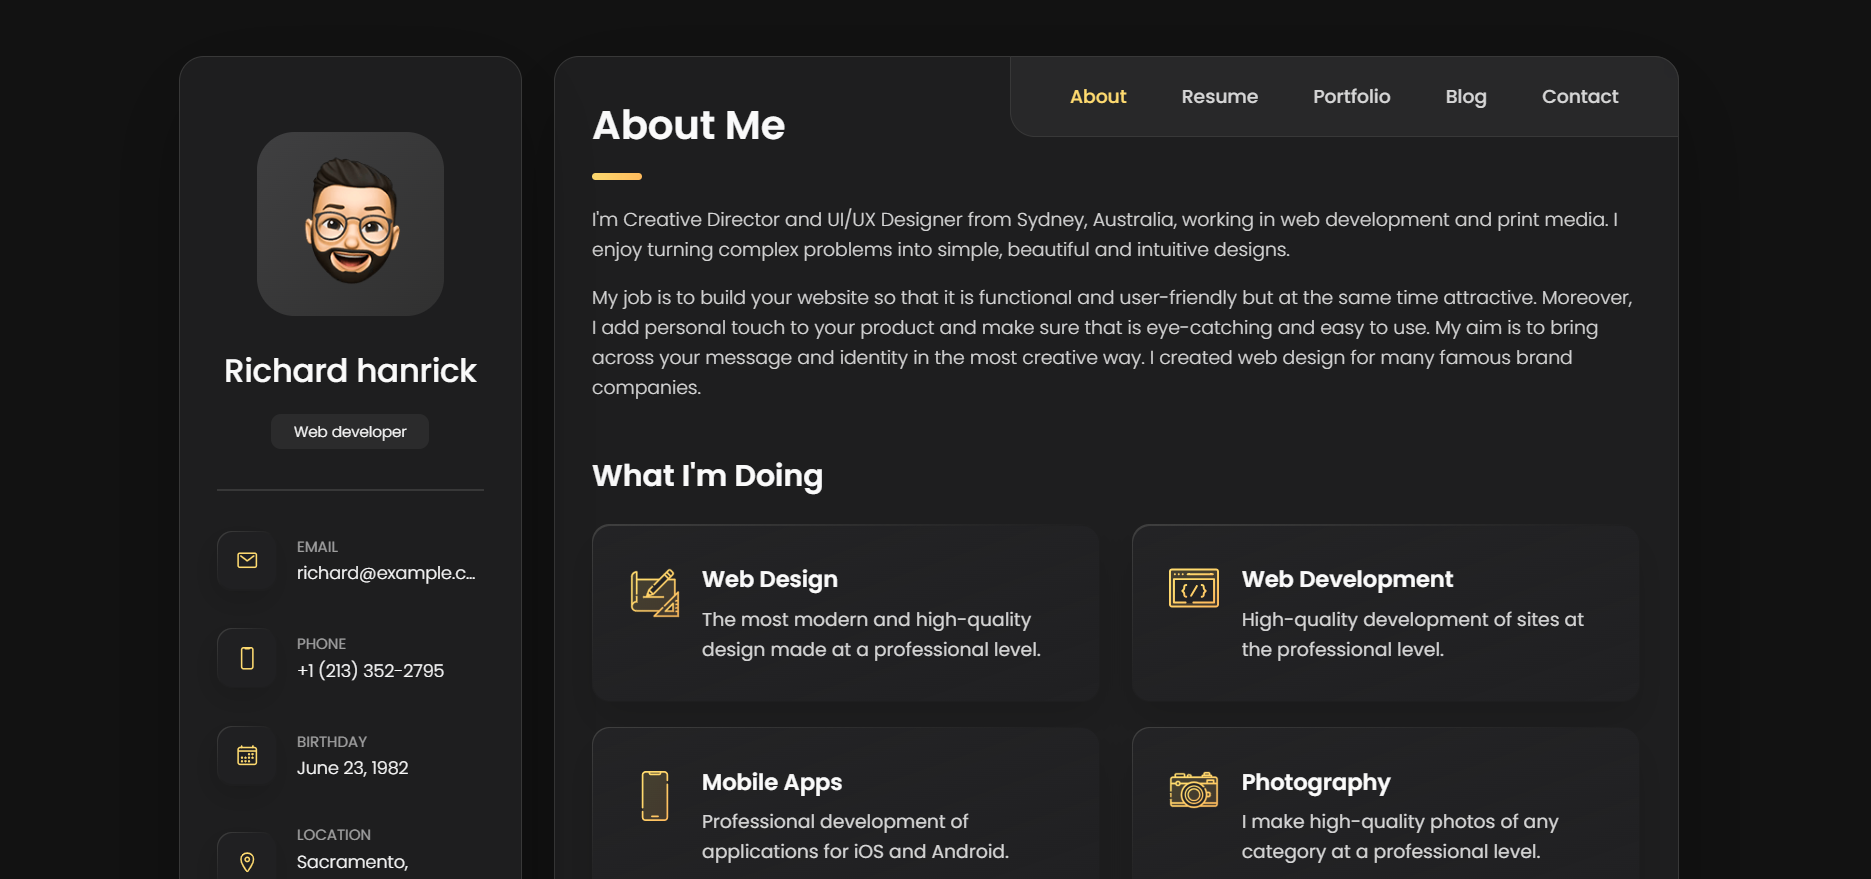 Richard hanrick
Web developer
EMAIL
richard@example.c...
PHONE
+1 (213) 352-2795
BIRTHDAY
June 23, 1982
LOCATION
Sacramento,
About Resume Portfolio Blog Contact
About Me
I'm Creative Director and UI/UX Designer from Sydney, Australia, working in web development and print media. I
enjoy turning complex problems into simple, beautiful and intuitive designs.
My job is to build your website so that it is functional and user-friendly but at the same time attractive. Moreover,
I add personal touch to your product and make sure that is eye-catching and easy to use. My aim is to bring
across your message and identity in the most creative way. I created web design for many famous brand
companies.
What I'm Doing
Web Design
The most modern and high-quality
design made at a professional level.
Web Development
High-quality development of sites at
the professional level.
Mobile Apps
Professional development of
applications for iOS and Android.
Photography
I make high-quality photos of any
category at a professional level.